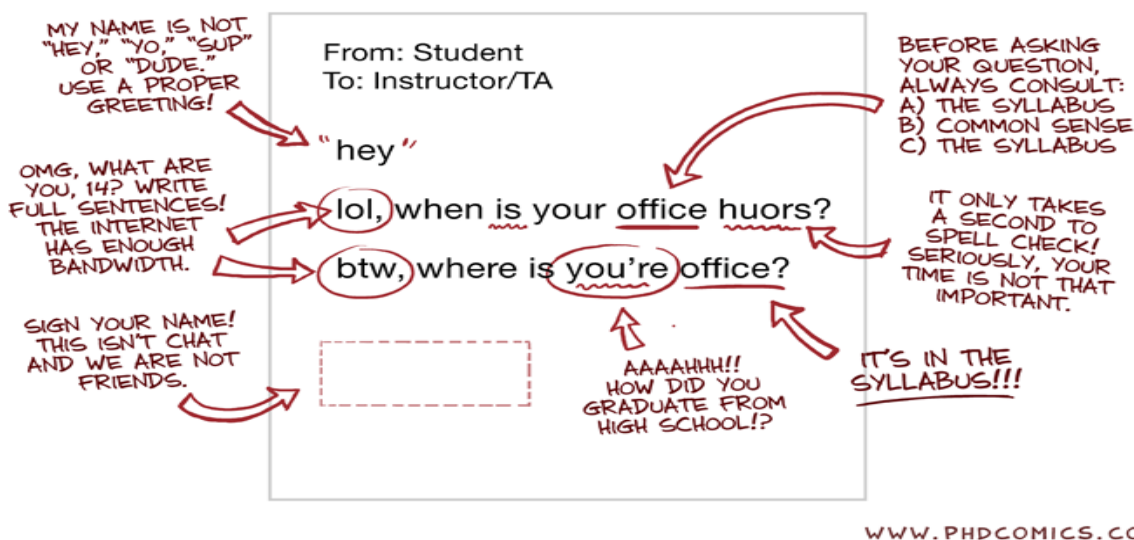 MY NAME IS NOT
"HEY," "YO," "SUP"
OR "DUDE."
USE A PROPER
GREETING!
OMG, WHAT ARE
YOU, 14? WRITE
FULL SENTENCES!
THE INTERNET
HAS ENOUGH
BANDWIDTH.
SIGN YOUR NAME!
THIS ISN'T CHAT
AND WE ARE NOT
FRIENDS.
From: Student
To: Instructor/TA
"hey"
lol, when is your office huors?
btw, where is you're office?
AAAAHHH!!
HOW DID YOU
GRADUATE FROM
HIGH SCHOOL!?
BEFORE ASKING
YOUR QUESTION,
ALWAYS CONSULT:
A) THE SYLLABUS
B) COMMON SENSE
C) THE SYLLABUS
IT ONLY TAKES
A SECOND TO
SPELL CHECK!
SERIOUSLY, YOUR
TIME IS NOT THAT
IMPORTANT.
IT'S IN THE
SYLLABUS!!!
WWW.PHDCOMICS.CO